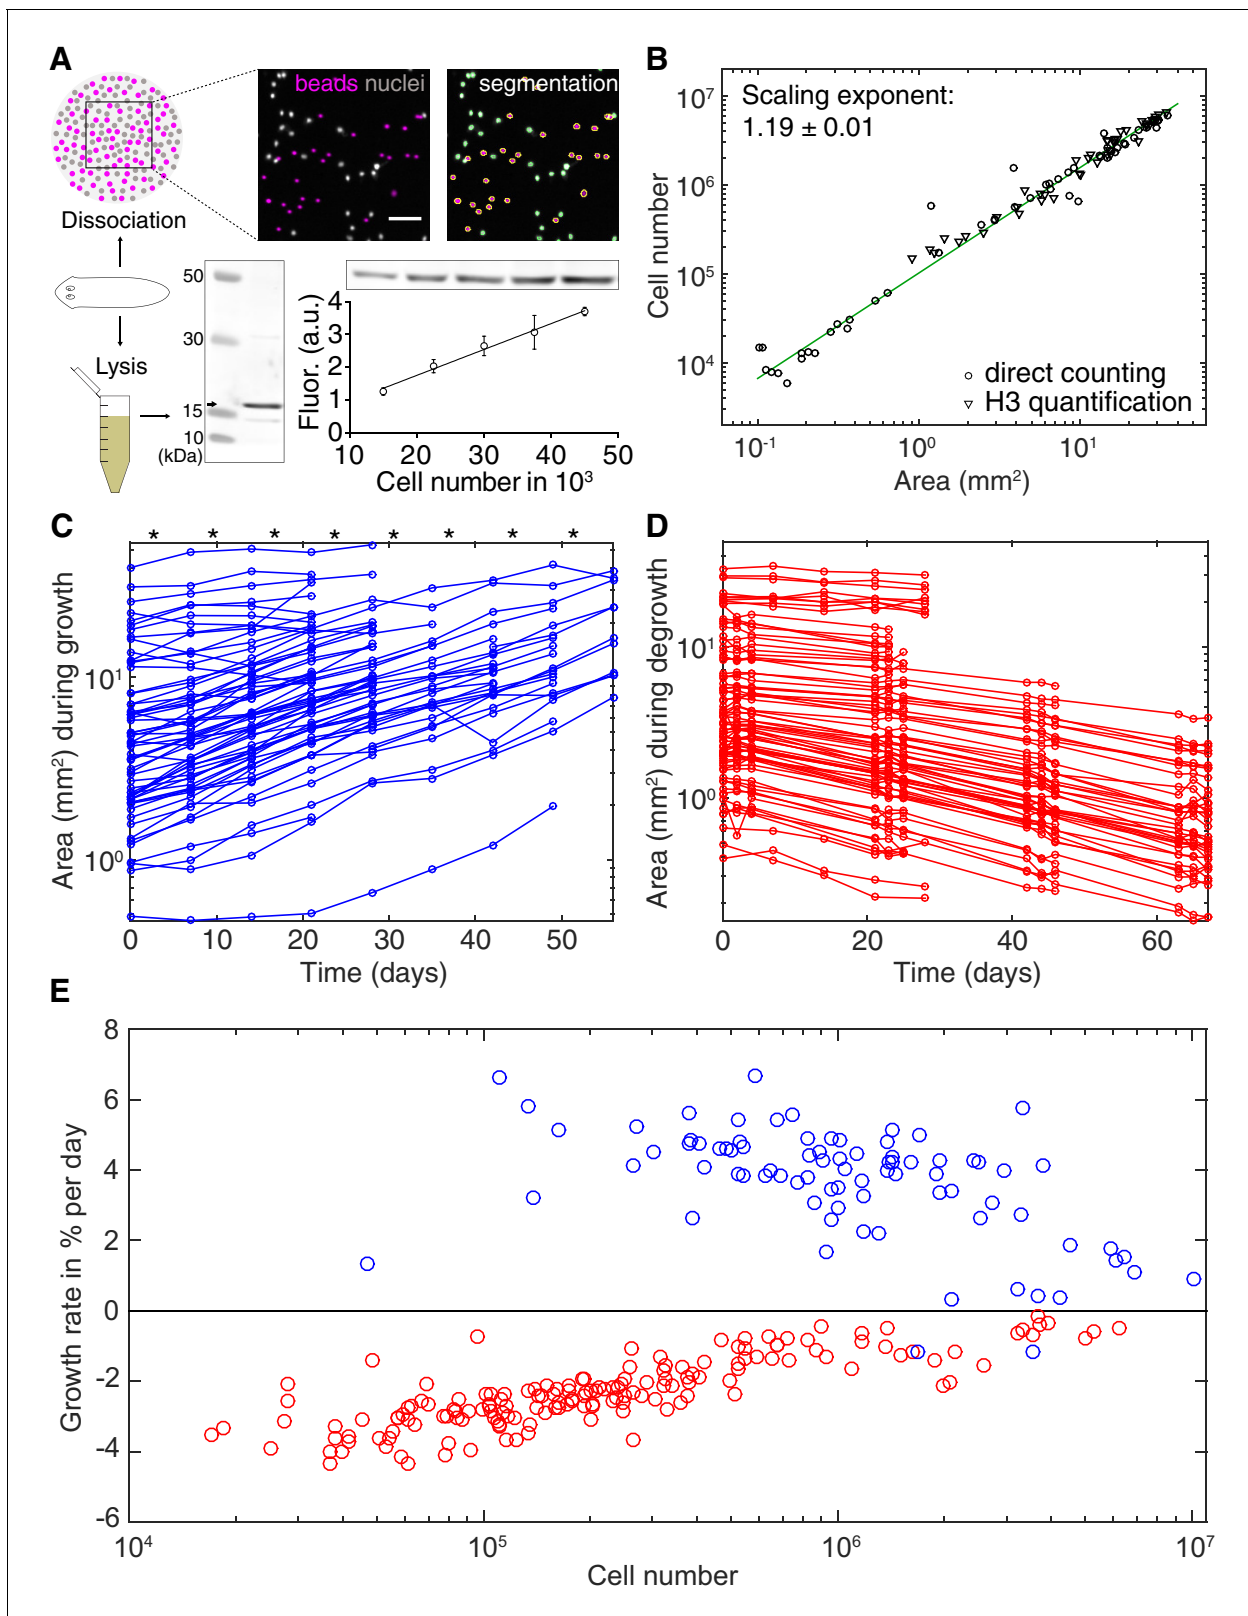 A
beads nuclei
segmentation
Dissociation
Lysis
50
30
15
10
(kDa)
Fluor. (a.u.)
4
3
2
1
0
10 20 30 40 50
Cell number in 10³
B
Scaling exponent:
1.19 ± 0.01
Cell number
10⁷
10⁶
10⁵
10⁴
direct counting
H3 quantification
10⁻¹ 10⁰ 10¹
Area (mm²)
C
* * * * * * * *
Area (mm²) during growth
10¹
10⁰
0 10 20 30 40 50
Time (days)
D
Area (mm²) during degrowth
10¹
10⁰
0 20 40 60
Time (days)
E
Growth rate in % per day
8
6
4
2
0
-2
-4
-6
10⁴ 10⁵ 10⁶ 10⁷
Cell number